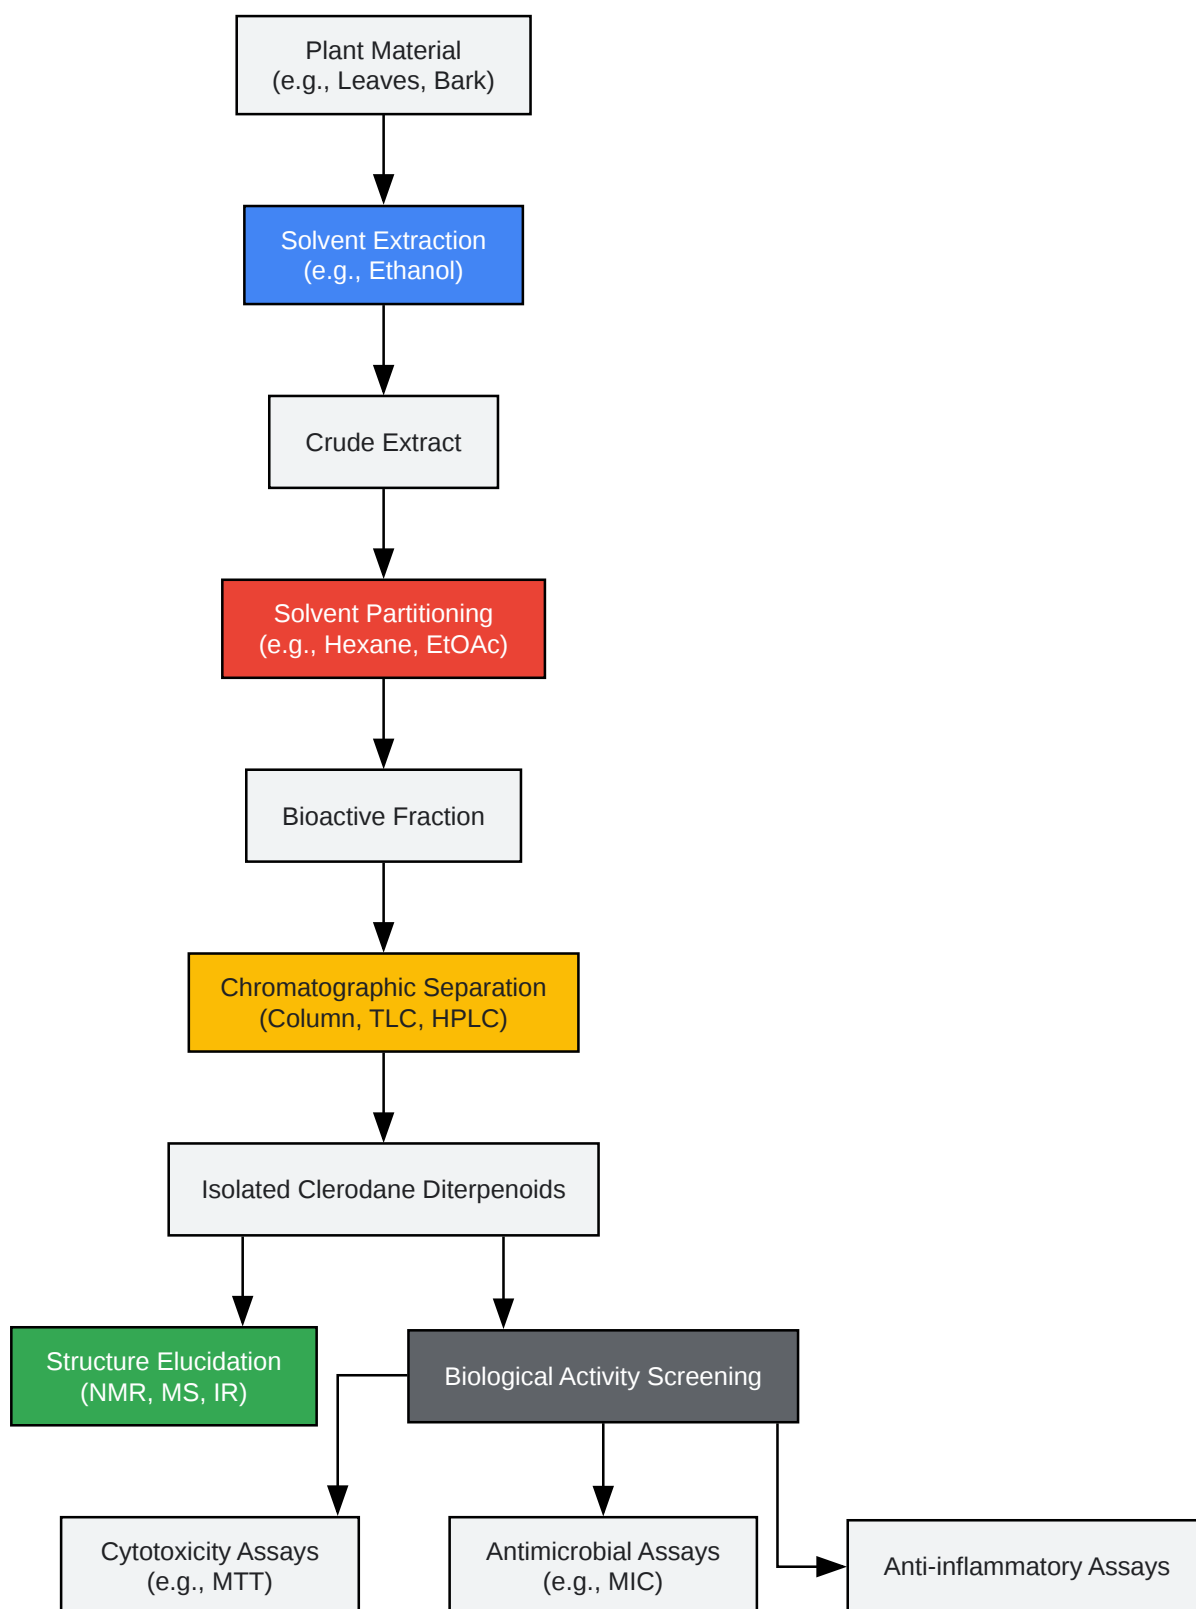 Plant Material
(e.g., Leaves, Bark)
Solvent Extraction
(e.g., Ethanol)
Crude Extract
Solvent Partitioning
(e.g., Hexane, EtOAc)
Bioactive Fraction
Chromatographic Separation
(Column, TLC, HPLC)
Isolated Clerodane Diterpenoids
Structure Elucidation
(NMR, MS, IR)
Biological Activity Screening
Cytotoxicity Assays
(e.g., MTT)
Antimicrobial Assays
(e.g., MIC)
Anti-inflammatory Assays